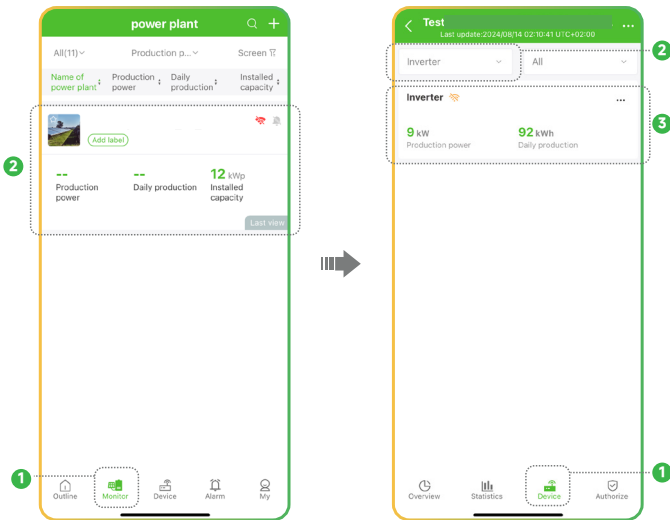 power plant
All(11)
Production p...
Screen
Name of
power plant
Production
power
Daily
production
Installed
capacity
Add label
2
--
Production
power
--
Daily production
12 kWp
Installed
capacity
Last view
1
Outline
Monitor
Device
Alarm
My
Test
Last update:2024/08/14 02:10:41 UTC+02:00
...
Inverter
All
2
Inverter
...
3
9 kW
Production power
92 kWh
Daily production
1
Overview
Statistics
Device
Authorize